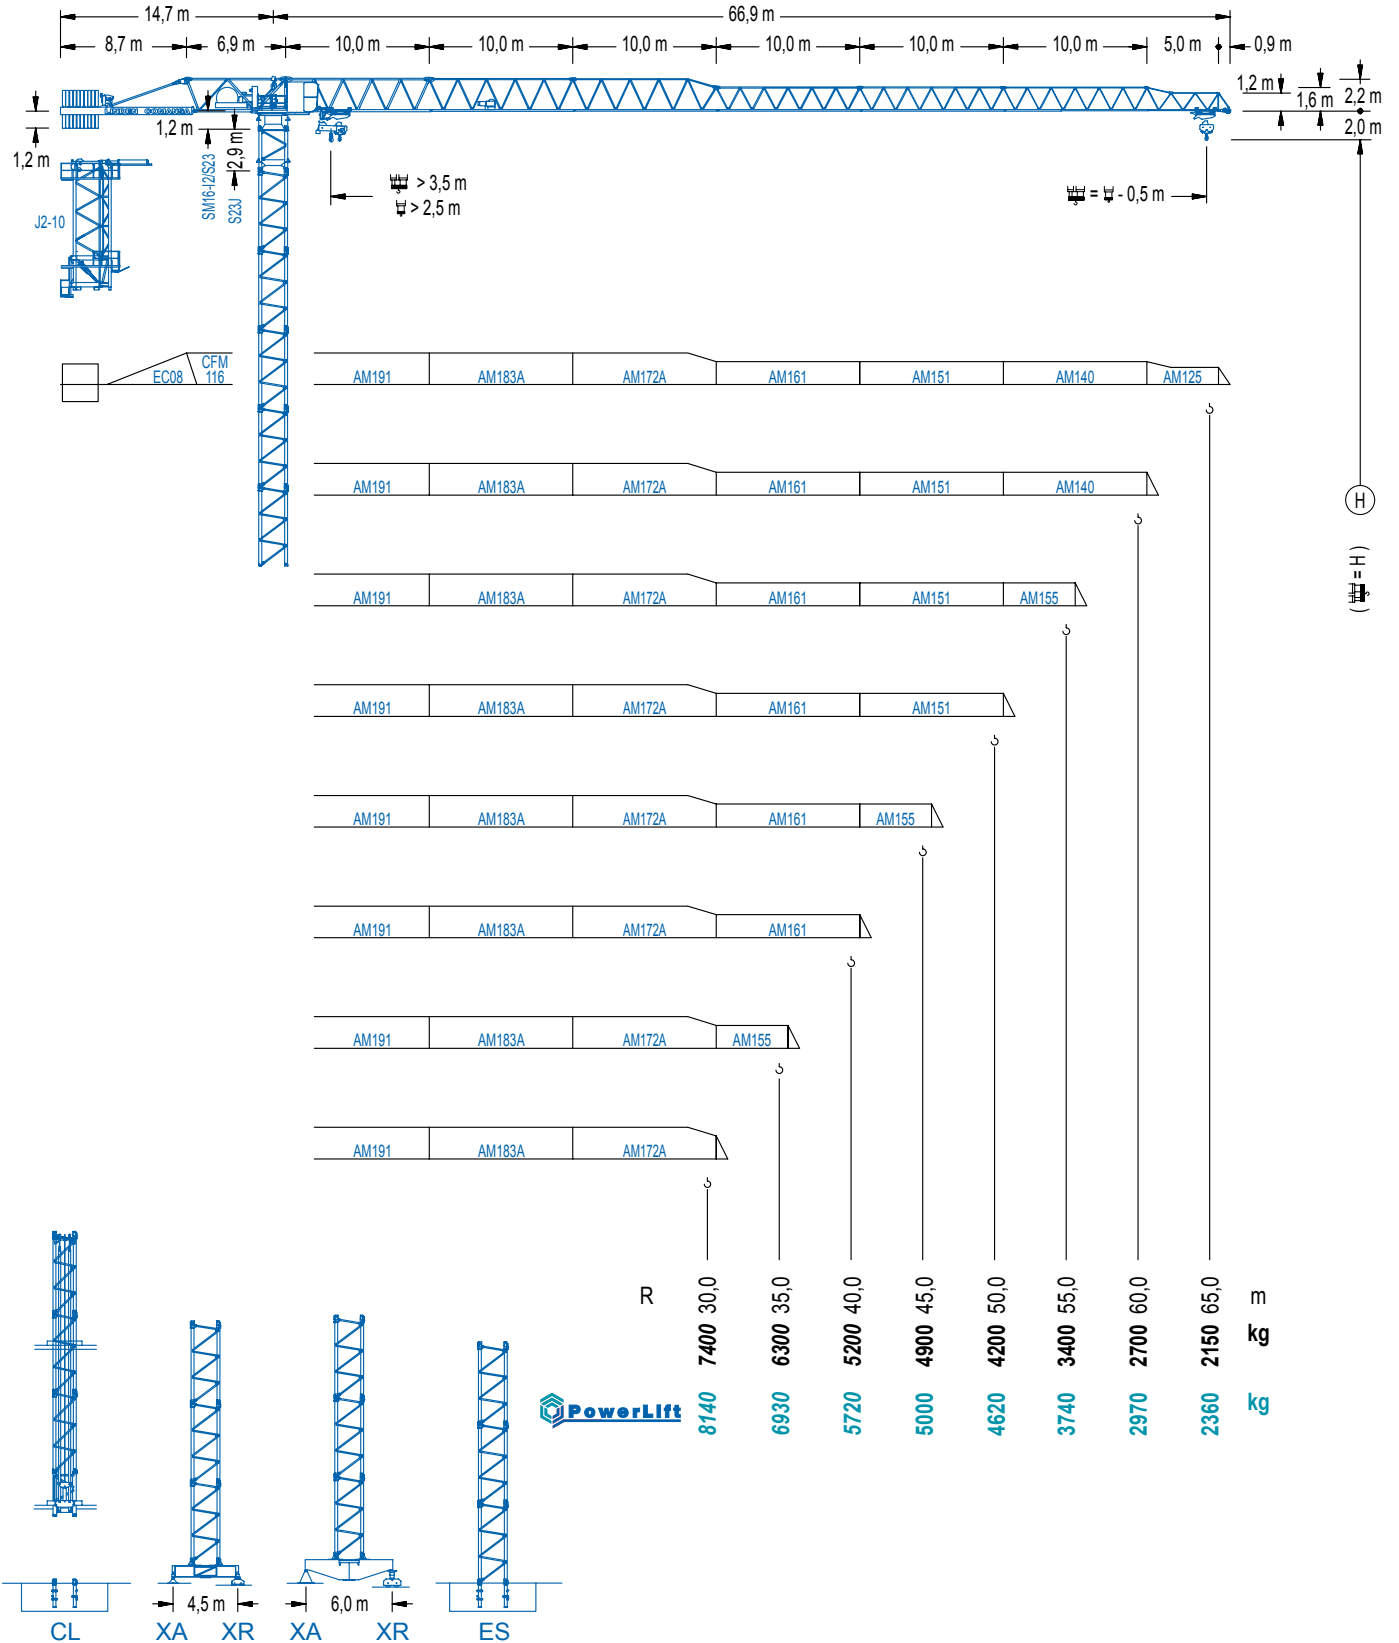 14,7 m 66,9 m
8,7 m 6,9 m 10,0 m 10,0 m 10,0 m 10,0 m 10,0 m 10,0 m 5,0 m 0,9 m
LINDEN COMANSA
1,2 m 1,6 m 2,2 m
1,2 m 1,2 m 2,9 m 2,0 m
SM16-I2/S23
S23J
J2-10
> 3,5 m
> 2,5 m
= - 0,5 m
EC08 CFM 116
AM191 AM183A AM172A AM161 AM151 AM140 AM125
AM191 AM183A AM172A AM161 AM151 AM140
H
( = H )
AM191 AM183A AM172A AM161 AM151 AM155
AM191 AM183A AM172A AM161 AM151
AM191 AM183A AM172A AM161 AM155
AM191 AM183A AM172A AM161
AM191 AM183A AM172A AM155
AM191 AM183A AM172A
R 30,0 35,0 40,0 45,0 50,0 55,0 60,0 65,0 m
7400 6300 5200 4900 4200 3400 2700 2150 kg
PowerLift 8140 6930 5720 5000 4620 3740 2970 2360 kg
4,5 m 6,0 m
CL XA XR XA XR ES